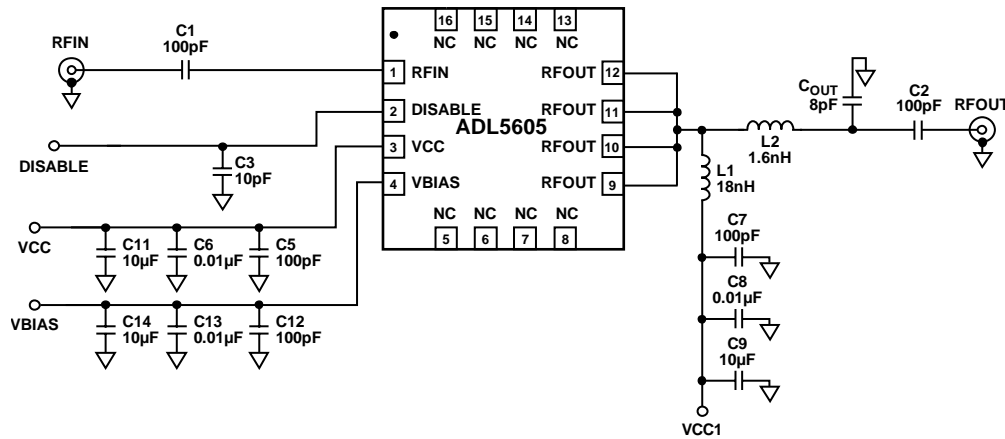 16 15 14 13
NC NC NC NC
RFIN
C1
100pF
1 RFIN
RFOUT 12
DISABLE
C3
10pF
2 DISABLE
RFOUT 11
ADL5605
3 VCC
RFOUT 10
4 VBIAS
RFOUT 9
NC NC NC NC
5 6 7 8
VCC
C11
10µF
C6
0.01µF
C5
100pF
VBIAS
C14
10µF
C13
0.01µF
C12
100pF
COUT
8pF
C2
100pF
RFOUT
L2
1.6nH
L1
18nH
C7
100pF
C8
0.01µF
C9
10µF
VCC1